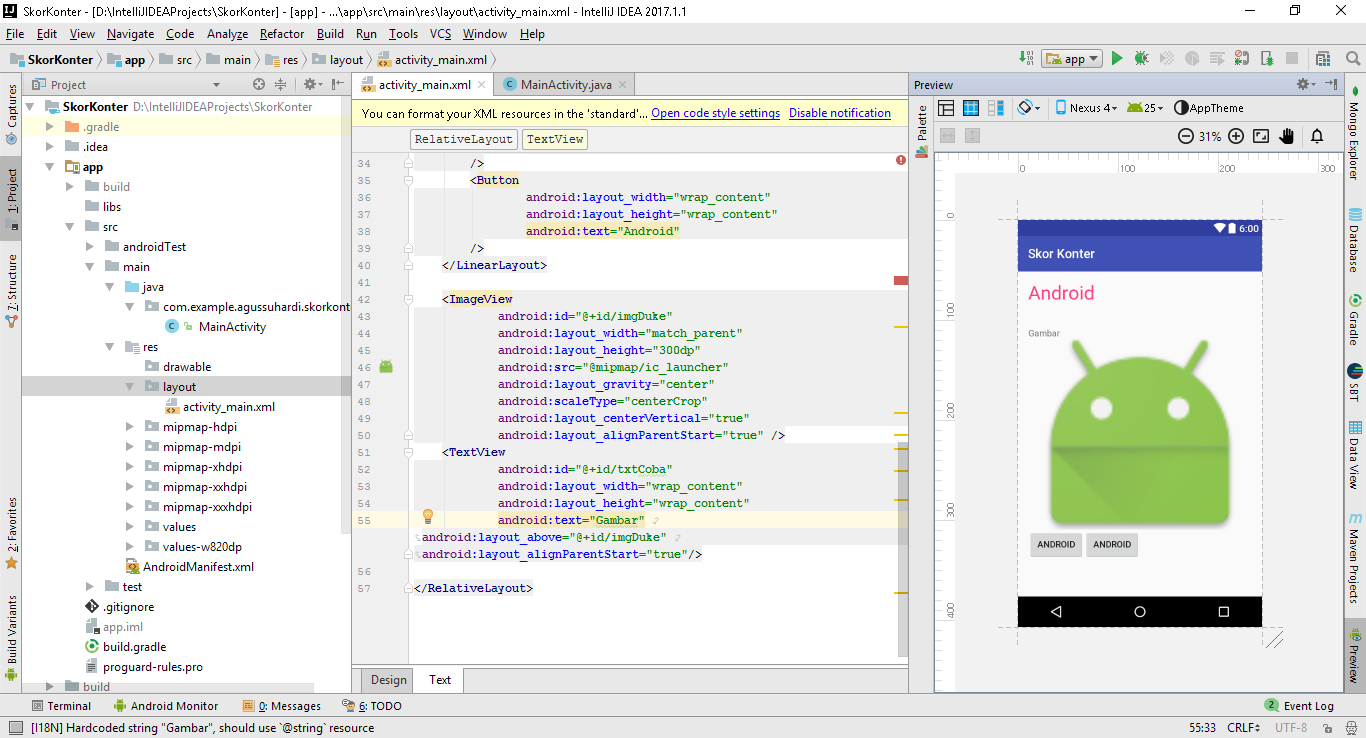 SkorKonter - [D:\IntelliJIDEAProjects\SkorKonter] - [app] - ...\app\src\main\res\layout\activity_main.xml - IntelliJ IDEA 2017.1.1
File Edit View Navigate Code Analyze Refactor Build Run Tools VCS Window Help
SkorKonter app src main res layout activity_main.xml app
Captures
1: Project
7: Structure
2: Favorites
Build Variants
Project
SkorKonter D:\IntelliJIDEAProjects\SkorKonter
.gradle
.idea
app
build
libs
src
androidTest
main
java
com.example.agussuhardi.skorkont
MainActivity
res
drawable
layout
activity_main.xml
mipmap-hdpi
mipmap-mdpi
mipmap-xhdpi
mipmap-xxhdpi
mipmap-xxxhdpi
values
values-w820dp
AndroidManifest.xml
test
.gitignore
app.iml
build.gradle
proguard-rules.pro
build
activity_main.xml MainActivity.java
You can format your XML resources in the 'standard'... Open code style settings Disable notification
RelativeLayout TextView
34 />
35 <Button
36 android:layout_width="wrap_content"
37 android:layout_height="wrap_content"
38 android:text="Android"
39 />
40 </LinearLayout>
41
42 <ImageView
43 android:id="@+id/imgDuke"
44 android:layout_width="match_parent"
45 android:layout_height="300dp"
46 android:src="@mipmap/ic_launcher"
47 android:layout_gravity="center"
48 android:scaleType="centerCrop"
49 android:layout_centerVertical="true"
50 android:layout_alignParentStart="true" />
51 <TextView
52 android:id="@+id/txtCoba"
53 android:layout_width="wrap_content"
54 android:layout_height="wrap_content"
55 android:text="Gambar"
android:layout_above="@+id/imgDuke"
android:layout_alignParentStart="true"/>
56
57 </RelativeLayout>
Design Text
Preview
Palette
Nexus 4 25 AppTheme
31%
0 100 200 300
0
100
200
300
400
6:00
Skor Konter
Android
Gambar
ANDROID ANDROID
Mongo Explorer
Database
Gradle
SBT
Data View
Maven Projects
Preview
Terminal Android Monitor 0: Messages 6: TODO 2 Event Log
[I18N] Hardcoded string "Gambar", should use `@string` resource 55:33 CRLF UTF-8